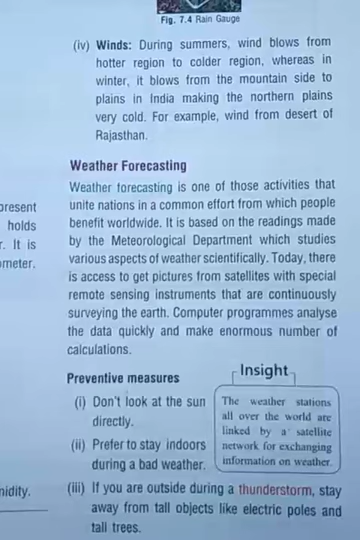 Fig. 7.4 Rain Gauge
(iv) Winds: During summers, wind blows from
hotter region to colder region, whereas in
winter, it blows from the mountain side to
plains in India making the northern plains
very cold. For example, wind from desert of
Rajasthan.
Weather Forecasting
Weather forecasting is one of those activities that
unite nations in a common effort from which people
benefit worldwide. It is based on the readings made
by the Meteorological Department which studies
various aspects of weather scientifically. Today, there
is access to get pictures from satellites with special
remote sensing instruments that are continuously
surveying the earth. Computer programmes analyse
the data quickly and make enormous number of
calculations.
Preventive measures
(i) Don't look at the sun
directly.
(ii) Prefer to stay indoors
during a bad weather.
(iii) If you are outside during a thunderstorm, stay
away from tall objects like electric poles and
tall trees.
Insight
The weather stations
all over the world are
linked by a satellite
network for exchanging
information on weather.
present
holds
r. It is
ometer.
nidity.